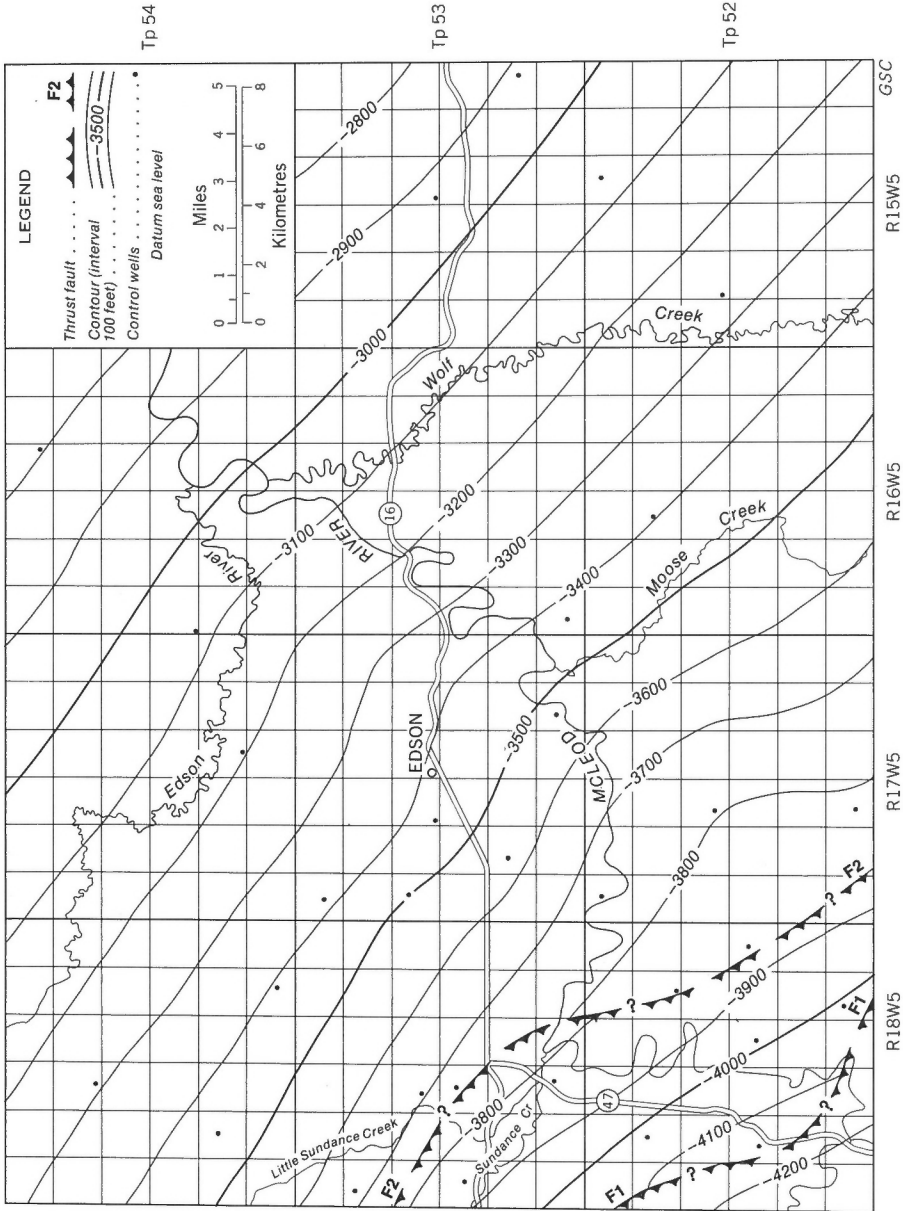 LEGEND
Thrust fault . . . . . . F2
Contour (interval
100 feet) . . . . . . . . -3500
Control wells . . . . . . . . . . . . .
Datum sea level
Miles
0 1 2 3 4 5
0 2 4 6 8
Kilometres
Tp 54
Tp 53
Tp 52
R18W5
R17W5
R16W5
R15W5
GSC
-2800
-2900
-3000
-3100
-3200
-3300
-3400
-3500
-3600
-3700
-3800
-3800
-3900
-4000
-4100
-4200
Edson
River
RIVER
MCLEOD
Wolf
Creek
Moose
Creek
EDSON
16
47
Little Sundance Creek
Sundance Cr.
F2
?
?
?
F2
F1
?
?
F1